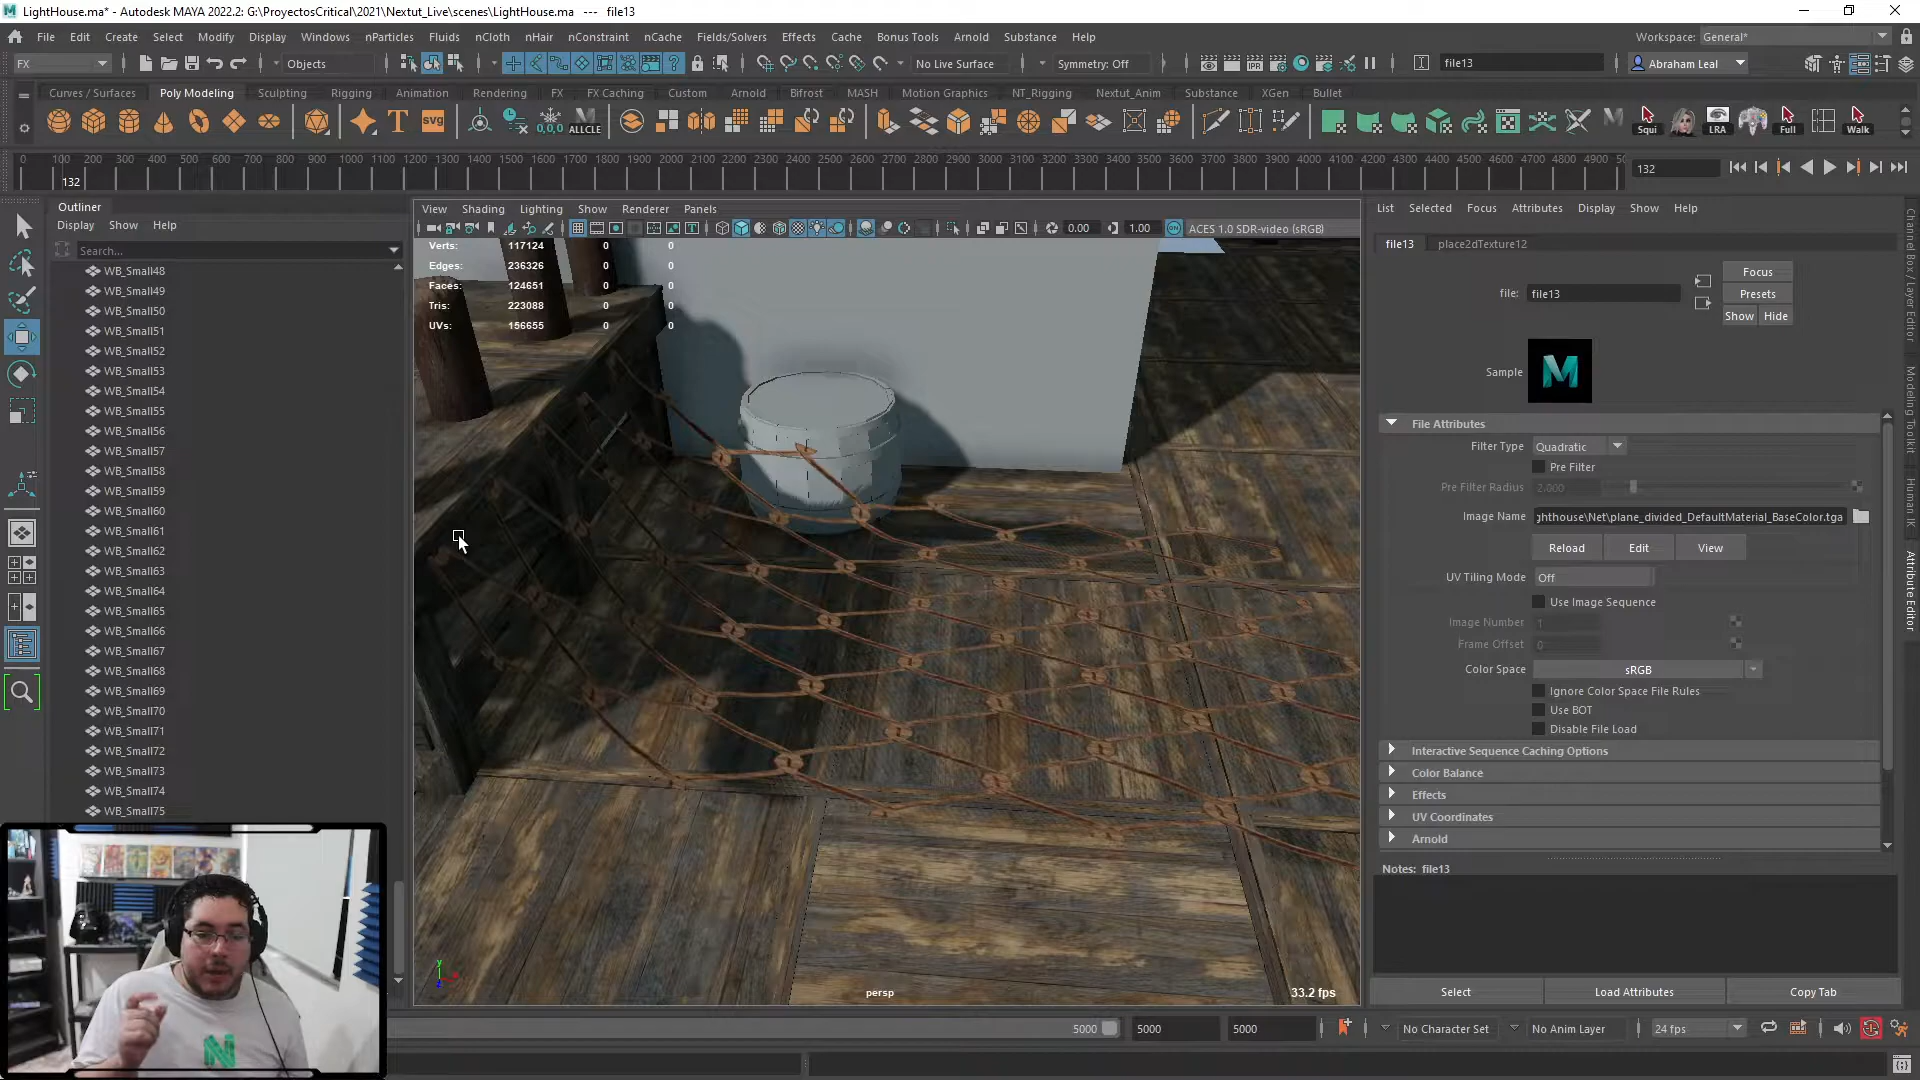 LightHouse.ma* - Autodesk MAYA 2022.2: G:\ProyectosCritical\2021\Nextut_Live\scenes\LightHouse.ma   ---   file13
File Edit Create Select Modify Display Windows nParticles Fluids nCloth nHair nConstraint nCache Fields/Solvers Effects Cache Bonus Tools Arnold Substance Help Workspace: General*
FX Objects No Live Surface Symmetry: Off file13 Abraham Leal
Curves / Surfaces Poly Modeling Sculpting Rigging Animation Rendering FX FX Caching Custom Arnold Bifrost MASH Motion Graphics NT_Rigging Nextut_Anim Substance XGen Bullet
T svg 0,0,0 ALLCLE Squi LRA Full Walk
0 100 200 300 400 500 600 700 800 900 1000 1100 1200 1300 1400 1500 1600 1700 1800 1900 2000 2100 2200 2300 2400 2500 2600 2700 2800 2900 3000 3100 3200 3300 3400 3500 3600 3700 3800 3900 4000 4100 4200 4300 4400 4500 4600 4700 4800 4900 132
132
Outliner
Display Show Help
Search...
WB_Small48
WB_Small49
WB_Small50
WB_Small51
WB_Small52
WB_Small53
WB_Small54
WB_Small55
WB_Small56
WB_Small57
WB_Small58
WB_Small59
WB_Small60
WB_Small61
WB_Small62
WB_Small63
WB_Small64
WB_Small65
WB_Small66
WB_Small67
WB_Small68
WB_Small69
WB_Small70
WB_Small71
WB_Small72
WB_Small73
WB_Small74
WB_Small75
View Shading Lighting Show Renderer Panels
0.00 1.00 ACES 1.0 SDR-video (sRGB)
Verts: 117124 0 0
Edges: 236326 0 0
Faces: 124651 0 0
Tris: 223088 0 0
UVs: 156655 0 0
persp
33.2 fps
List Selected Focus Attributes Display Show Help
file13 place2dTexture12
Focus
file: file13 Presets
Show Hide
Sample
File Attributes
Filter Type Quadratic
Pre Filter
Pre Filter Radius 2.000
Image Name ghthouse\Net\plane_divided_DefaultMaterial_BaseColor.tga
Reload Edit View
UV Tiling Mode Off
Use Image Sequence
Image Number 1
Frame Offset 0
Color Space sRGB
Ignore Color Space File Rules
Use BOT
Disable File Load
Interactive Sequence Caching Options
Color Balance
Effects
UV Coordinates
Arnold
Notes: file13
Select Load Attributes Copy Tab
Channel Box / Layer Editor
Modeling Toolkit
Human IK
Attribute Editor
5000 5000 5000 No Character Set No Anim Layer 24 fps